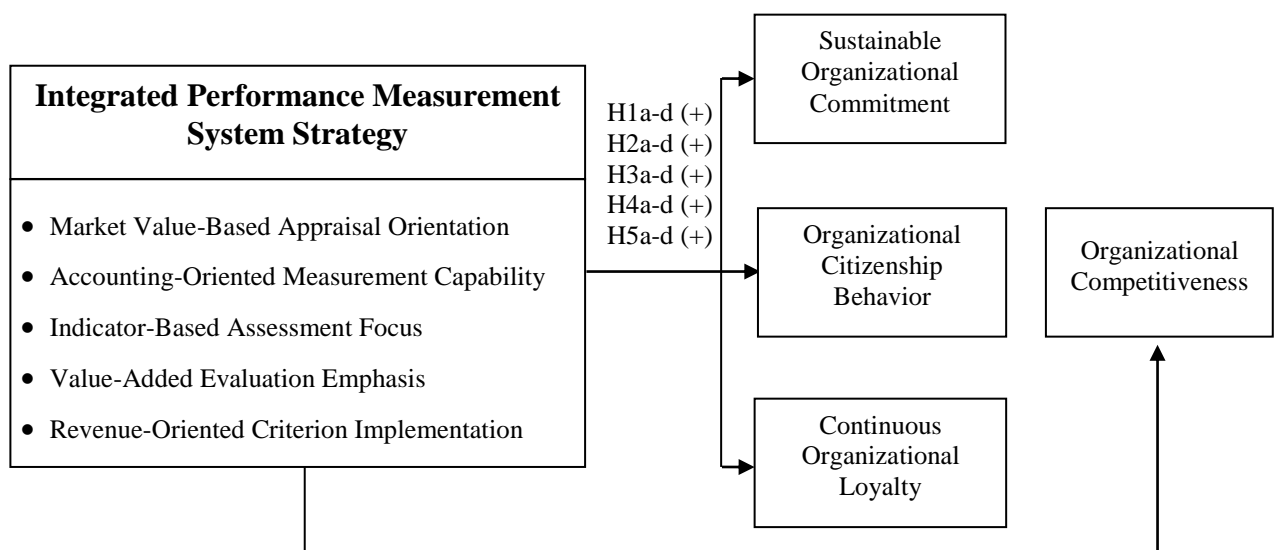 Integrated Performance Measurement
System Strategy
• Market Value-Based Appraisal Orientation
• Accounting-Oriented Measurement Capability
• Indicator-Based Assessment Focus
• Value-Added Evaluation Emphasis
• Revenue-Oriented Criterion Implementation
H1a-d (+)
H2a-d (+)
H3a-d (+)
H4a-d (+)
H5a-d (+)
Sustainable
Organizational
Commitment
Organizational
Citizenship
Behavior
Continuous
Organizational
Loyalty
Organizational
Competitiveness